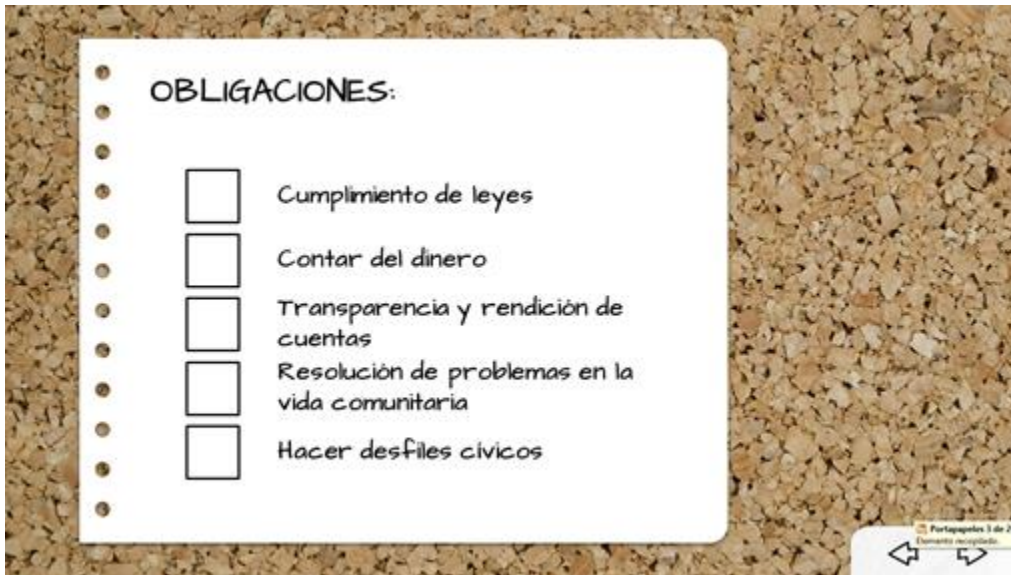 OBLIGACIONES:
Cumplimiento de leyes
Contar del dinero
Transparencia y rendición de
cuentas
Resolución de problemas en la
vida comunitaria
Hacer desfiles cívicos
Portapapeles 3 de 2
Elemento recopilado.